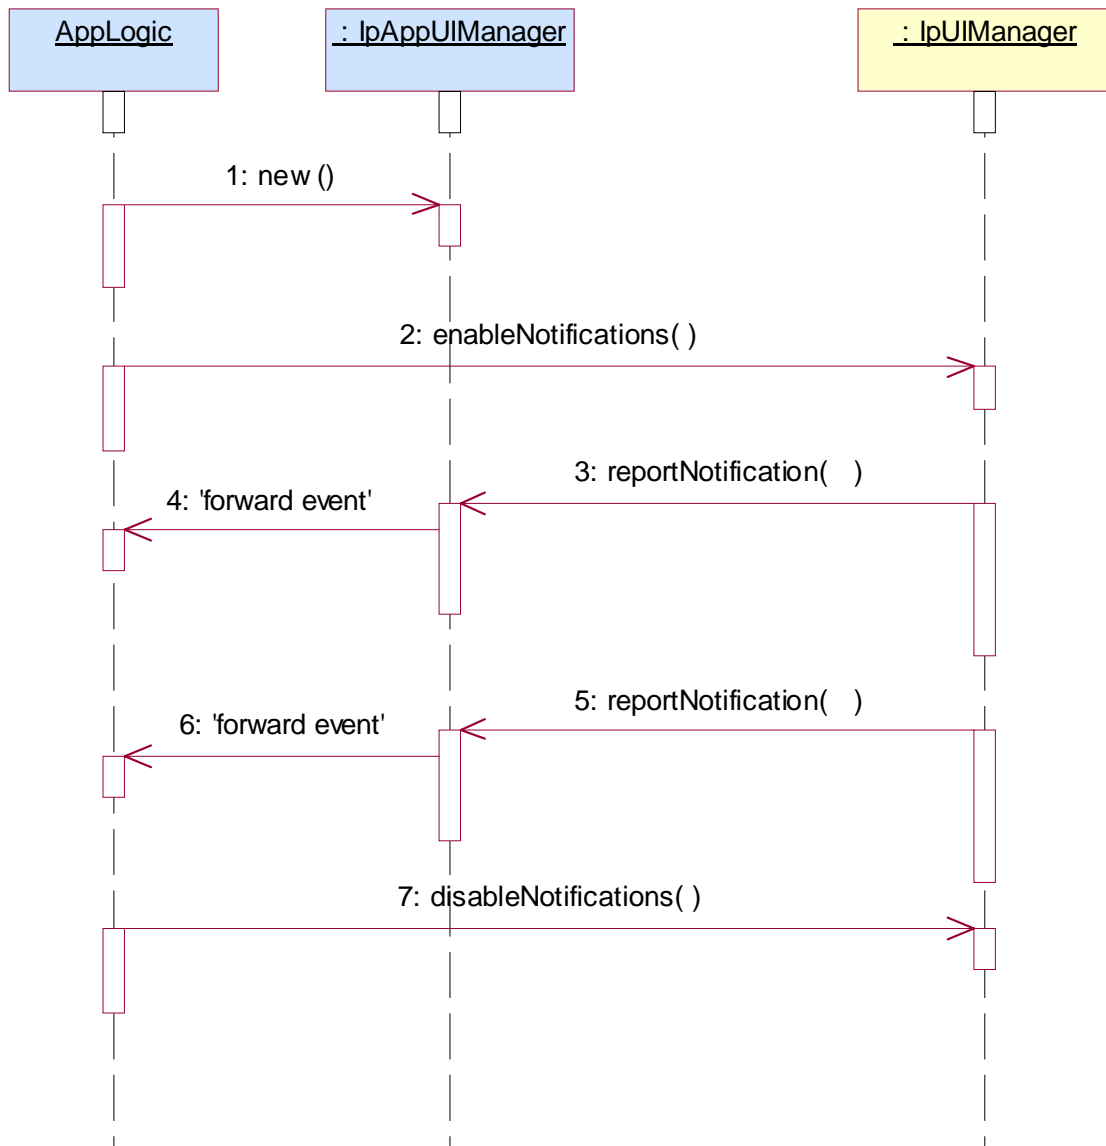 AppLogic
: IpAppUIManager
: IpUIManager
1: new ()
2: enableNotifications( )
3: reportNotification(   )
4: 'forward event'
5: reportNotification(   )
6: 'forward event'
7: disableNotifications( )